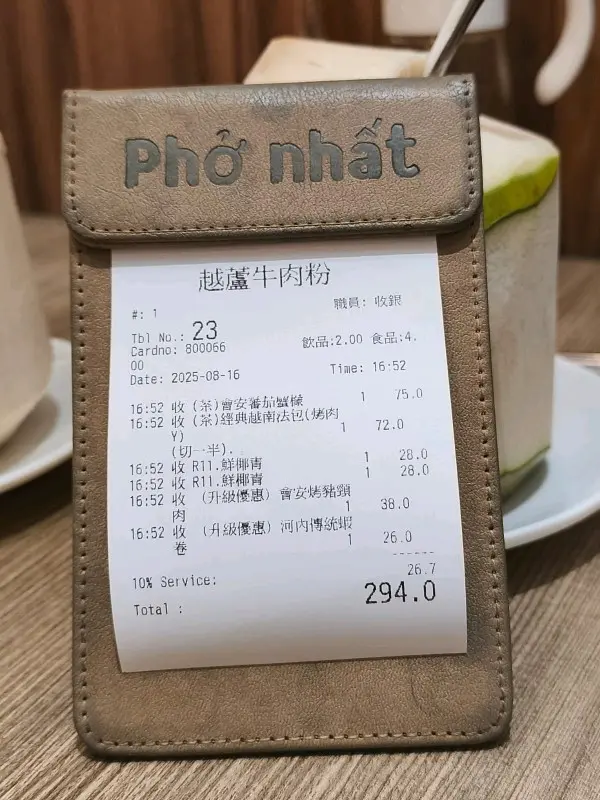 Phở nhất
越蘆牛肉粉
#: 1 職員: 收銀
Tbl No.: 23
Cardno: 800066 飲品:2.00 食品:4.
00
Date: 2025-08-16 Time: 16:52
16:52 收 (茶)會安蕃茄蟹檬 1 75.0
16:52 收 (茶)經典越南法包(烤肉
Y) 1 72.0
(切一半).
16:52 收 R11.鮮椰青 1 28.0
16:52 收 R11.鮮椰青 1 28.0
16:52 收 (升級優惠) 會安烤豬頸
肉 1 38.0
16:52 收 (升級優惠) 河內傳統蝦
卷 1 26.0
------
10% Service: 26.7
Total : 294.0